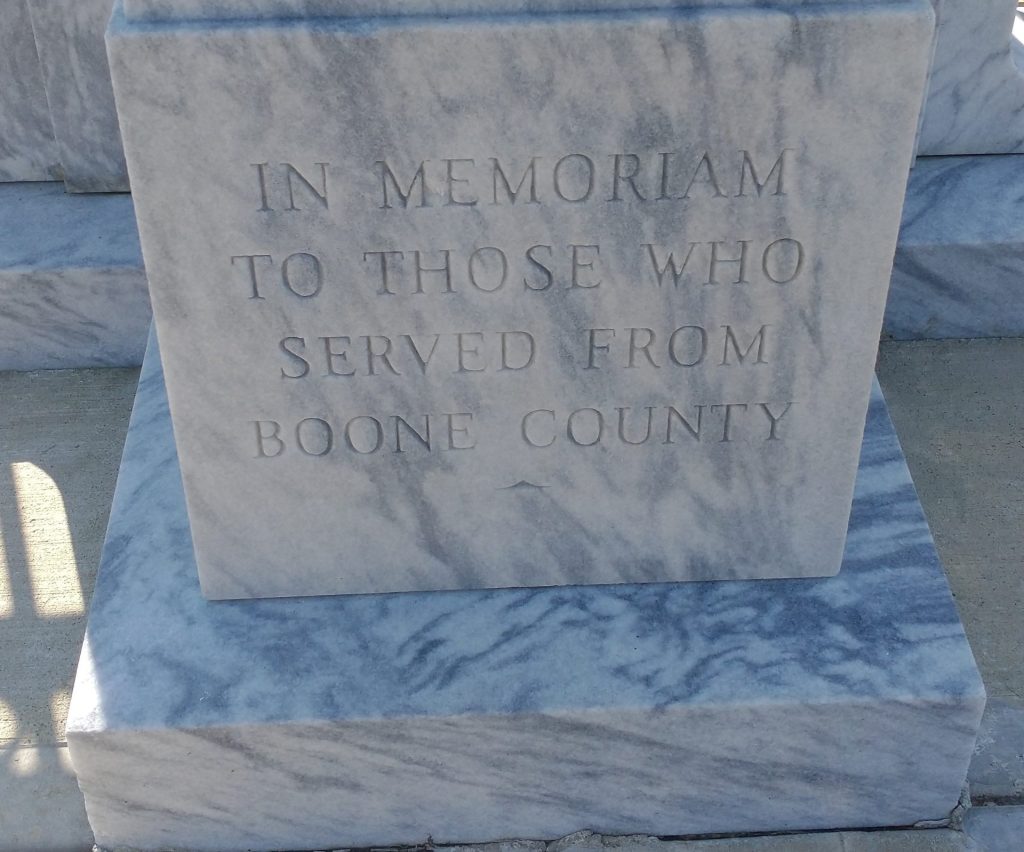 IN MEMORIAM
TO THOSE WHO
SERVED FROM
BOONE COUNTY